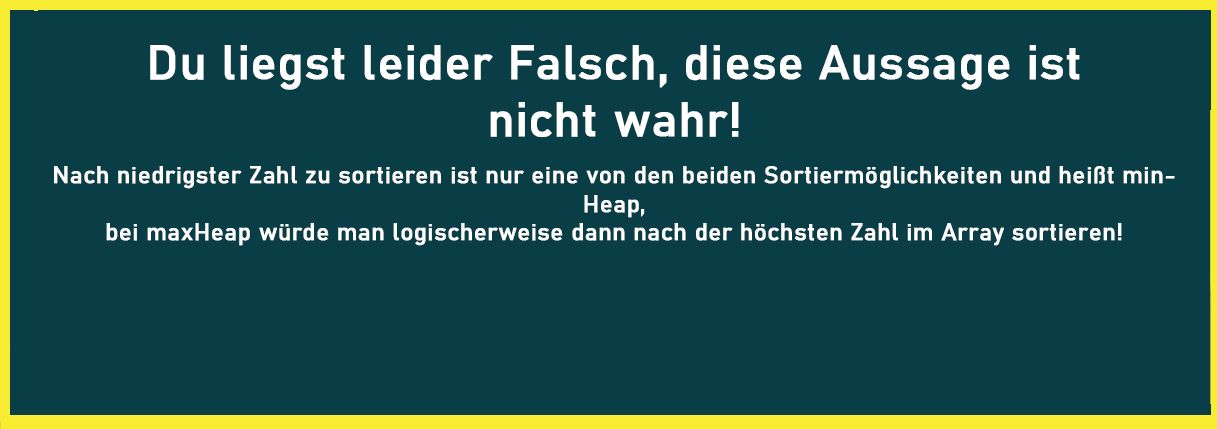 Du liegst leider Falsch, diese Aussage ist
nicht wahr!
Nach niedrigster Zahl zu sortieren ist nur eine von den beiden Sortiermöglichkeiten und heißt min-
Heap,
bei maxHeap würde man logischerweise dann nach der höchsten Zahl im Array sortieren!